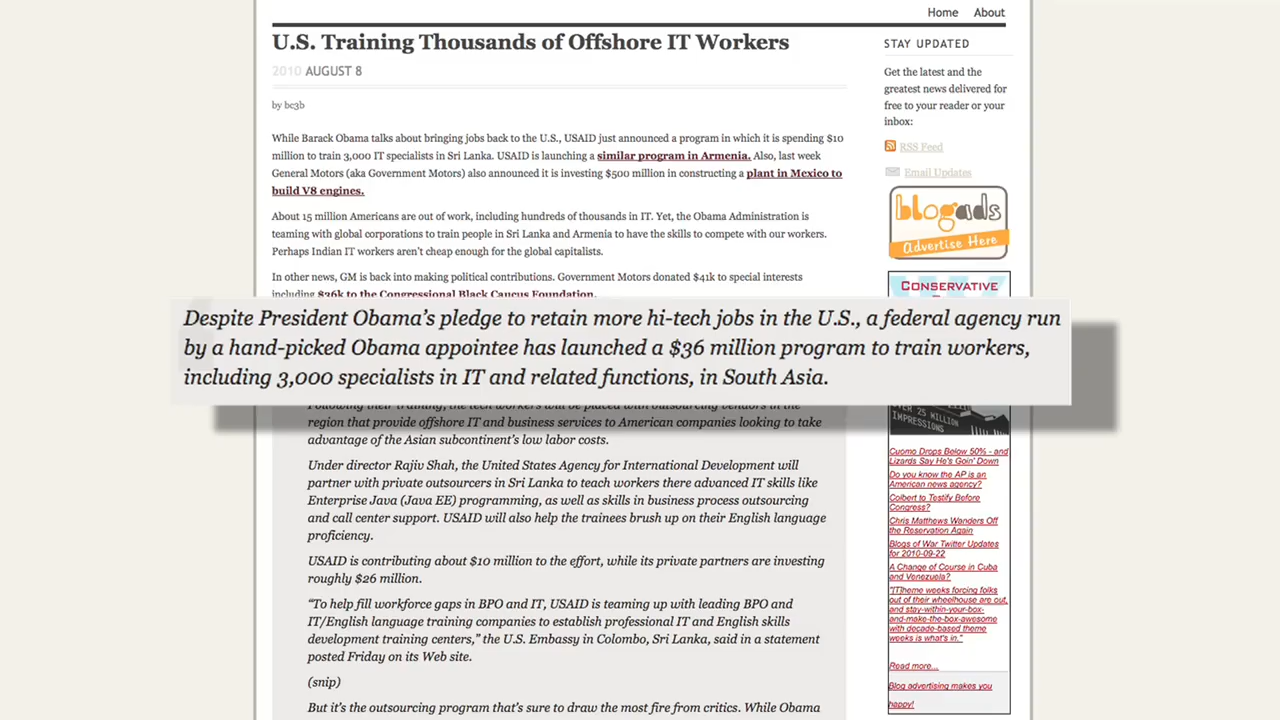 Home About
U.S. Training Thousands of Offshore IT Workers
2010 AUGUST 8
by bc3b
While Barack Obama talks about bringing jobs back to the U.S., USAID just announced a program in which it is spending $10
million to train 3,000 IT specialists in Sri Lanka. USAID is launching a similar program in Armenia. Also, last week
General Motors (aka Government Motors) also announced it is investing $500 million in constructing a plant in Mexico to
build V8 engines.
About 15 million Americans are out of work, including hundreds of thousands in IT. Yet, the Obama Administration is
teaming with global corporations to train people in Sri Lanka and Armenia to have the skills to compete with our workers.
Perhaps Indian IT workers aren't cheap enough for the global capitalists.
In other news, GM is back into making political contributions. Government Motors donated $41k to special interests
including $36k to the Congressional Black Caucus Foundation.
Despite President Obama's pledge to retain more hi-tech jobs in the U.S., a federal agency run
by a hand-picked Obama appointee has launched a $36 million program to train workers,
including 3,000 specialists in IT and related functions, in South Asia.
Following their training, the tech workers will be placed with outsourcing vendors in the
region that provide offshore IT and business services to American companies looking to take
advantage of the Asian subcontinent's low labor costs.
Under director Rajiv Shah, the United States Agency for International Development will
partner with private outsourcers in Sri Lanka to teach workers there advanced IT skills like
Enterprise Java (Java EE) programming, as well as skills in business process outsourcing
and call center support. USAID will also help the trainees brush up on their English language
proficiency.
USAID is contributing about $10 million to the effort, while its private partners are investing
roughly $26 million.
"To help fill workforce gaps in BPO and IT, USAID is teaming up with leading BPO and
IT/English language training companies to establish professional IT and English skills
development training centers," the U.S. Embassy in Colombo, Sri Lanka, said in a statement
posted Friday on its Web site.
(snip)
But it's the outsourcing program that's sure to draw the most fire from critics. While Obama
STAY UPDATED
Get the latest and the
greatest news delivered for
free to your reader or your
inbox:
RSS Feed
Email Updates
blogads
Advertise Here
CONSERVATIVE
OVER 25 MILLION
IMPRESSIONS
Cuomo Drops Below 50% - and
Lizards Say He's Goin' Down
Do you know the AP is an
American news agency?
Colbert to Testify Before
Congress?
Chris Matthews Wanders Off
the Reservation Again
Blogs of War Twitter Updates
for 2010-09-22
A Change of Course in Cuba
and Venezuela?
"[T]heme weeks forcing folks
out of their wheelhouse are out,
and stay-within-your-box-
and-make-the-box-awesome
with decade-based theme
weeks is what's in."
Read more...
Blog advertising makes you
happy!